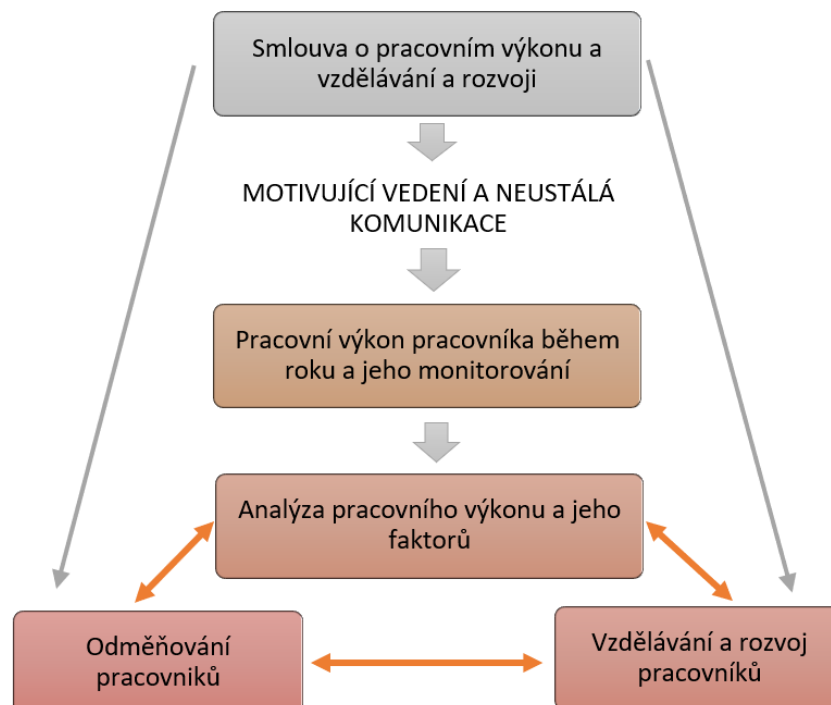 Smlouva o pracovním výkonu a
vzdělávání a rozvoji
MOTIVUJÍCÍ VEDENÍ A NEUSTÁLÁ
KOMUNIKACE
Pracovní výkon pracovníka během
roku a jeho monitorování
Analýza pracovního výkonu a jeho
faktorů
Odměňování
pracovniků
Vzdělávání a rozvoj
pracovníků